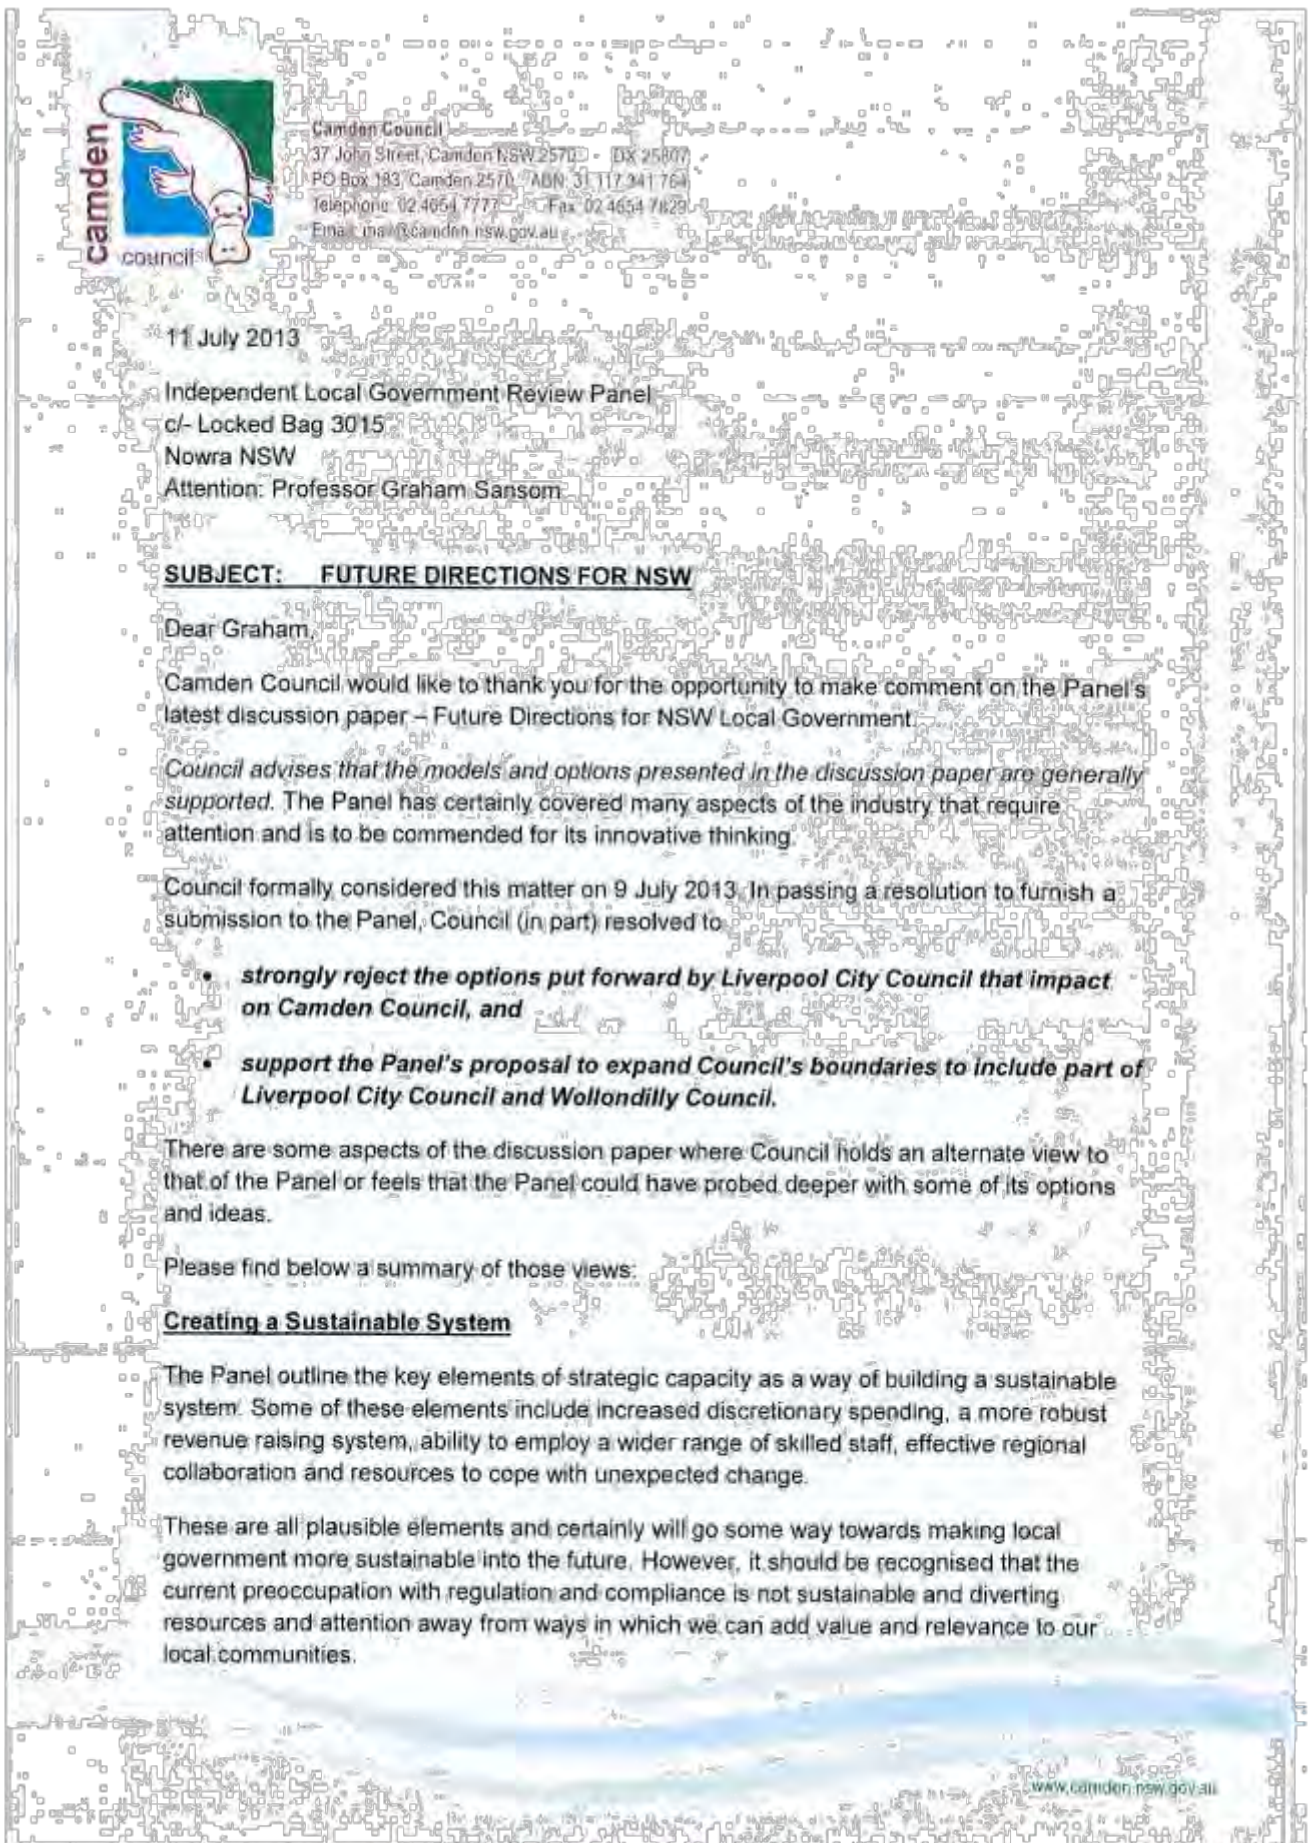 camden
council
Camden Council
37 John Street, Camden NSW 2570 DX 25807
PO Box 183, Camden 2570 ABN: 31 117 341 764
Telephone: 02 4654 7777 Fax: 02 4654 7829
Email: mail@camden.nsw.gov.au
11 July 2013
Independent Local Government Review Panel
c/- Locked Bag 3015
Nowra NSW
Attention: Professor Graham Sansom
SUBJECT: FUTURE DIRECTIONS FOR NSW
Dear Graham,
Camden Council would like to thank you for the opportunity to make comment on the Panel's
latest discussion paper – Future Directions for NSW Local Government.
Council advises that the models and options presented in the discussion paper are generally
supported. The Panel has certainly covered many aspects of the industry that require
attention and is to be commended for its innovative thinking.
Council formally considered this matter on 9 July 2013. In passing a resolution to furnish a
submission to the Panel, Council (in part) resolved to
• strongly reject the options put forward by Liverpool City Council that impact
on Camden Council, and
• support the Panel's proposal to expand Council's boundaries to include part of
Liverpool City Council and Wollondilly Council.
There are some aspects of the discussion paper where Council holds an alternate view to
that of the Panel or feels that the Panel could have probed deeper with some of its options
and ideas.
Please find below a summary of those views:
Creating a Sustainable System
The Panel outline the key elements of strategic capacity as a way of building a sustainable
system. Some of these elements include increased discretionary spending, a more robust
revenue raising system, ability to employ a wider range of skilled staff, effective regional
collaboration and resources to cope with unexpected change.
These are all plausible elements and certainly will go some way towards making local
government more sustainable into the future. However, it should be recognised that the
current preoccupation with regulation and compliance is not sustainable and diverting
resources and attention away from ways in which we can add value and relevance to our
local communities.
www.camden.nsw.gov.au